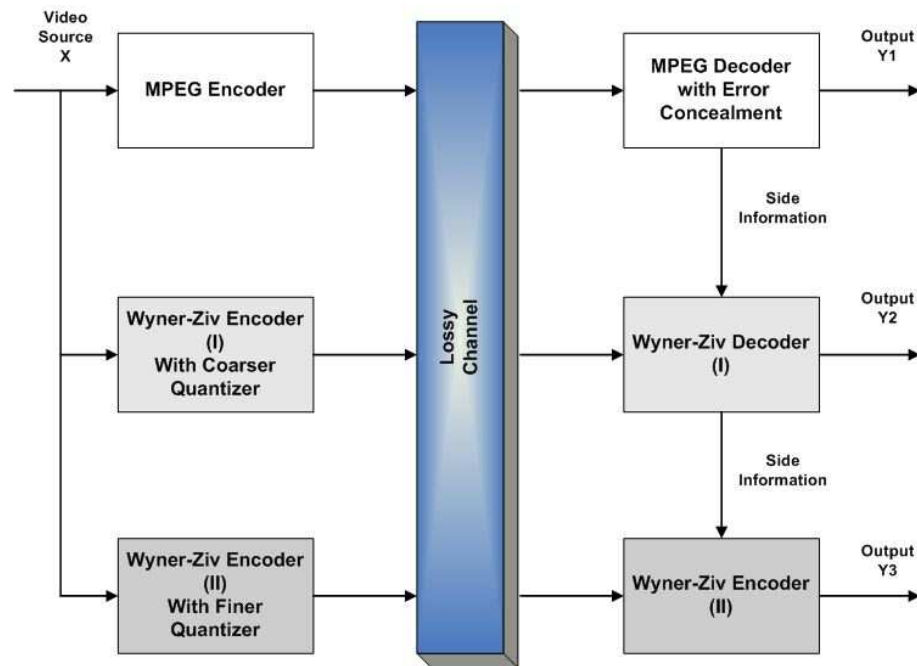 Video
Source
X
MPEG Encoder
MPEG Decoder
with Error
Concealment
Output
Y1
Side
Information
Wyner-Ziv Encoder
(I)
With Coarser
Quantizer
Lossy
Channel
Wyner-Ziv Decoder
(I)
Output
Y2
Side
Information
Wyner-Ziv Encoder
(II)
With Finer
Quantizer
Wyner-Ziv Encoder
(II)
Output
Y3